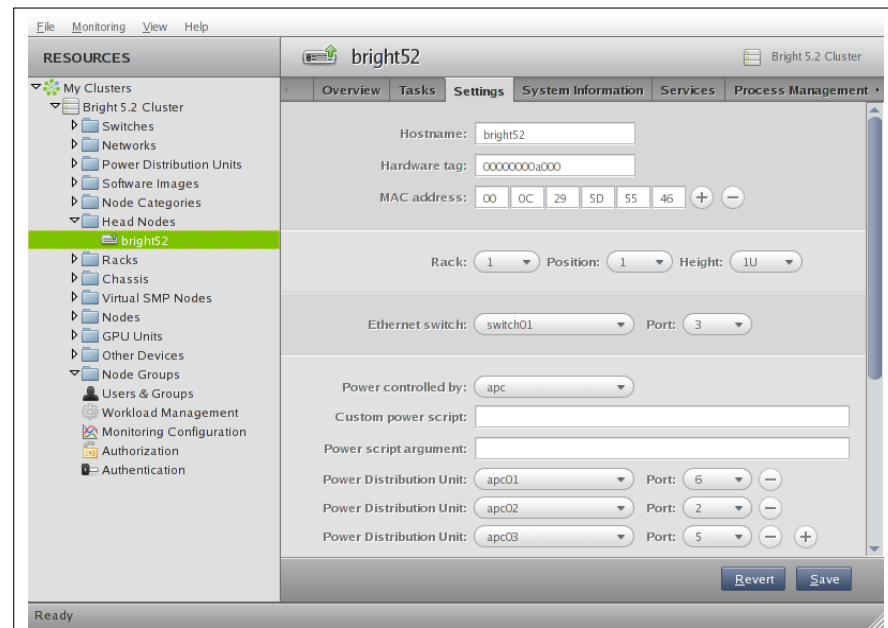 File Monitoring View Help
RESOURCES
bright52
Bright 5.2 Cluster
My Clusters
Bright 5.2 Cluster
Switches
Networks
Power Distribution Units
Software Images
Node Categories
Head Nodes
bright52
Racks
Chassis
Virtual SMP Nodes
Nodes
GPU Units
Other Devices
Node Groups
Users & Groups
Workload Management
Monitoring Configuration
Authorization
Authentication
Overview Tasks Settings System Information Services Process Management
Hostname: bright52
Hardware tag: 00000000a000
MAC address: 00 0C 29 5D 55 46
Rack: 1 Position: 1 Height: 1U
Ethernet switch: switch01 Port: 3
Power controlled by: apc
Custom power script:
Power script argument:
Power Distribution Unit: apc01 Port: 6
Power Distribution Unit: apc02 Port: 2
Power Distribution Unit: apc03 Port: 5
Revert Save
Ready